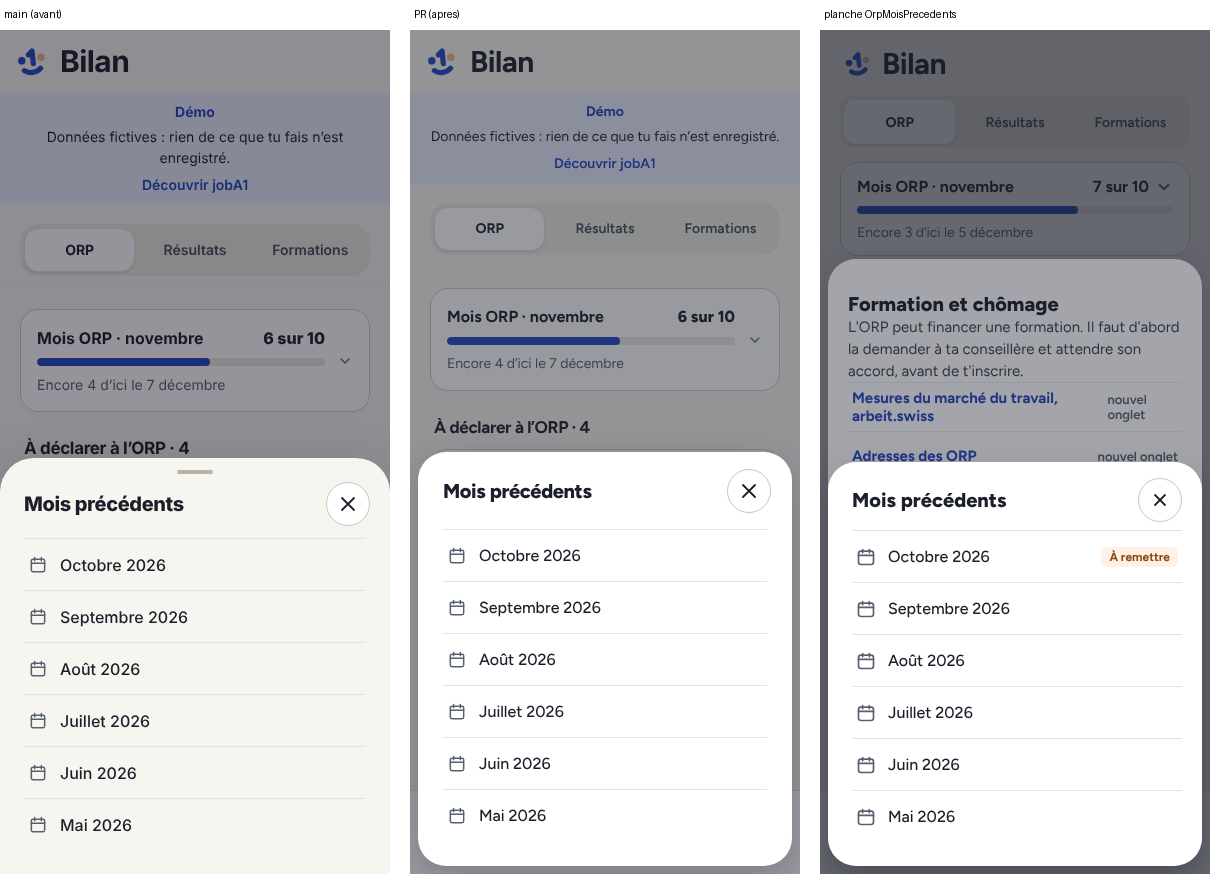 main (avant)
Bilan
Démo
Données fictives : rien de ce que tu fais n’est
enregistré.
Découvrir jobA1
ORP
Résultats
Formations
Mois ORP · novembre
6 sur 10
Encore 4 d’ici le 7 décembre
À déclarer à l’ORP · 4
Mois précédents
Octobre 2026
Septembre 2026
Août 2026
Juillet 2026
Juin 2026
Mai 2026
PR (apres)
Bilan
Démo
Données fictives : rien de ce que tu fais n’est enregistré.
Découvrir jobA1
ORP
Résultats
Formations
Mois ORP · novembre
6 sur 10
Encore 4 d’ici le 7 décembre
À déclarer à l’ORP · 4
Mois précédents
Octobre 2026
Septembre 2026
Août 2026
Juillet 2026
Juin 2026
Mai 2026
planche OrpMoisPrecedents
Bilan
ORP
Résultats
Formations
Mois ORP · novembre
7 sur 10
Encore 3 d’ici le 5 décembre
Formation et chômage
L'ORP peut financer une formation. Il faut d'abord
la demander à ta conseillère et attendre son
accord, avant de t'inscrire.
Mesures du marché du travail,
arbeit.swiss
nouvel
onglet
Adresses des ORP
nouvel onglet
Mois précédents
Octobre 2026
À remettre
Septembre 2026
Août 2026
Juillet 2026
Juin 2026
Mai 2026